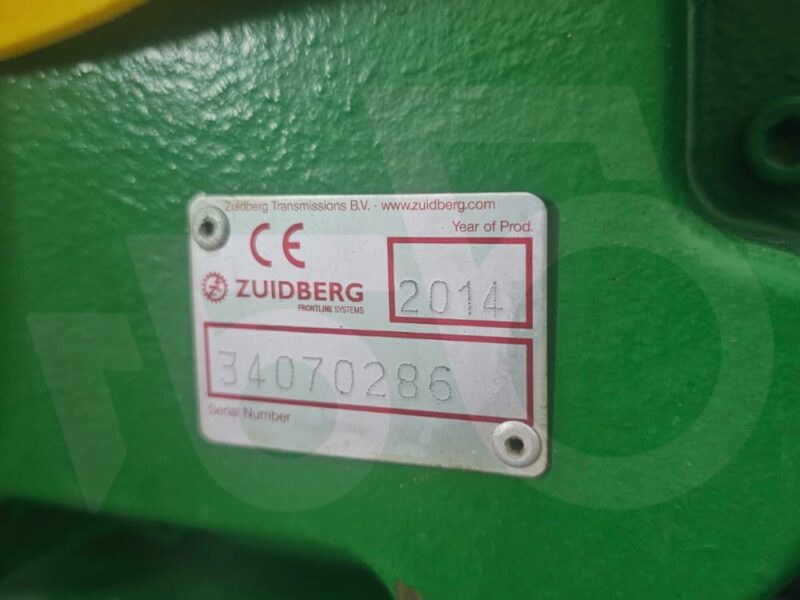 Zuidberg Transmissions B.V. - www.zuidberg.com
Year of Prod.
CE
ZUIDBERG
FRONTLINE SYSTEMS
2014
34070286
Serial Number